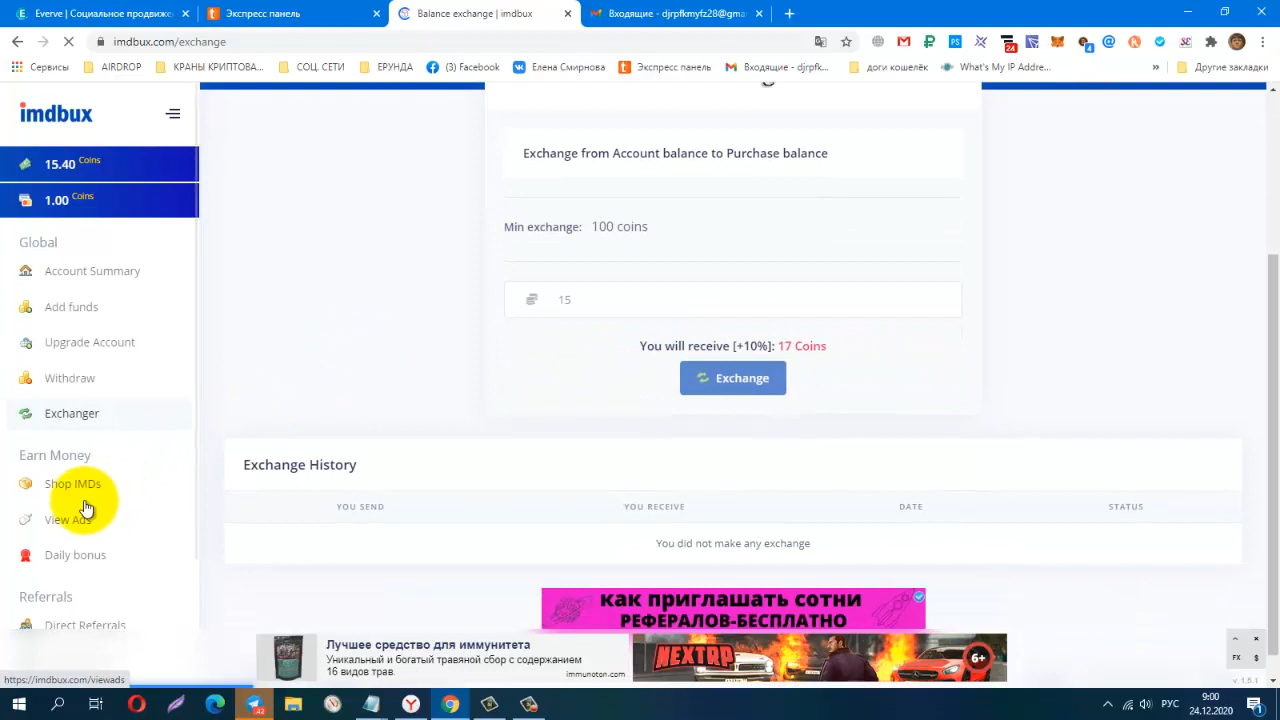 EVERVE | Социальное продвиже
Экспресс панель
Balance exchange | imdbux
Входящие - djrpfkmyfz28@gma
imdbux.com/exchange
Сервисы
AIRDROP
КРАНЫ КРИПТОВА...
СОЦ. СЕТИ
ЕРУНДА
Facebook
Елена Смирнова
Экспресс панель
Входящие - djrpfk...
доги кошелёк
What's My IP Addre...
»
Другие закладки
imdbux
15.40 Coins
1.00 Coins
Global
Account Summary
Add funds
Upgrade Account
Withdraw
Exchanger
Earn Money
Shop IMDs
View Ads
Daily bonus
Referrals
Direct Referrals
Exchange from Account balance to Purchase balance
Min exchange: 100 coins
15
You will receive [+10%]: 17 Coins
Exchange
Exchange History
YOU SEND
YOU RECEIVE
DATE
STATUS
You did not make any exchange
как приглашать сотни
РЕФЕРАЛОВ-БЕСПЛАТНО
Лучшее средство для иммунитета
Уникальный и богатый травяной сбор с содержанием
16 видов трав.
immunoton.com/
NEXTRP
6+
FX
$
v 1.5.1
https://imdbux.com/viewads
РУС
9:00
24.12.2020